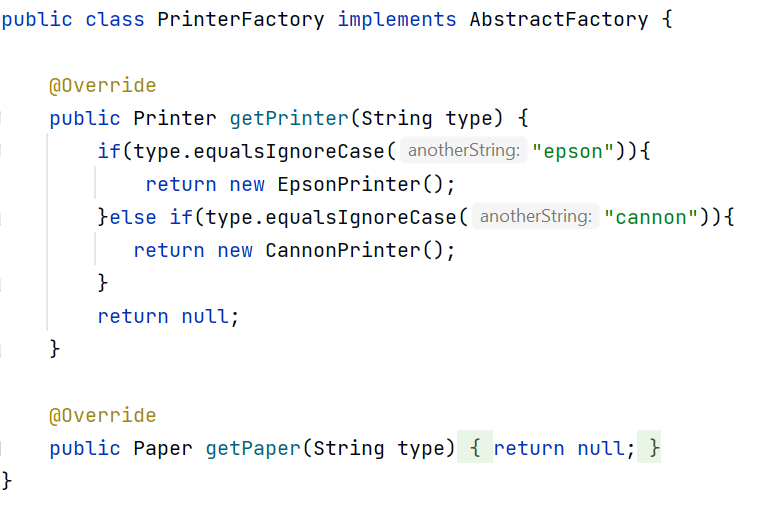 public class PrinterFactory implements AbstractFactory {
@Override
public Printer getPrinter(String type) {
if(type.equalsIgnoreCase( anotherString: "epson")){
return new EpsonPrinter();
}else if(type.equalsIgnoreCase( anotherString: "cannon")){
return new CannonPrinter();
}
return null;
}
@Override
public Paper getPaper(String type) { return null; }
}